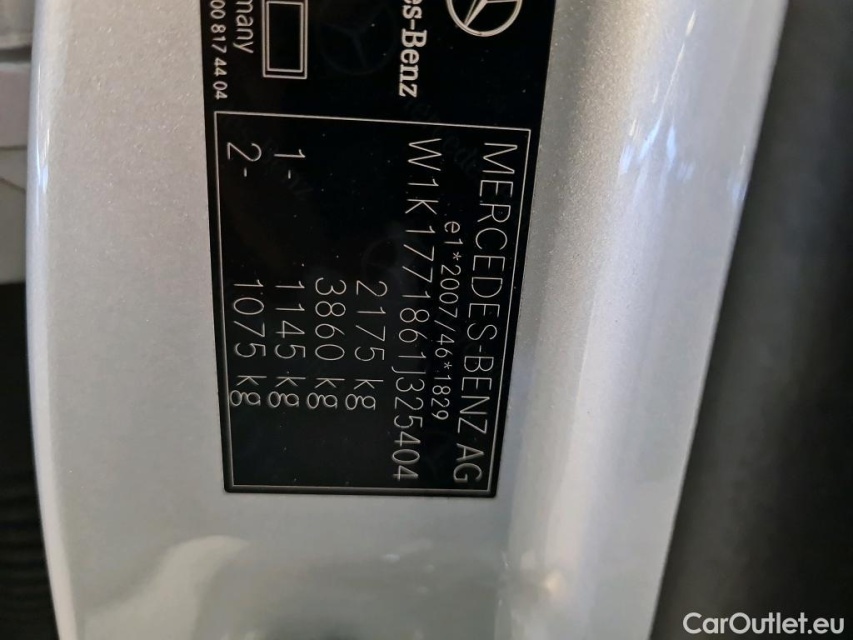 es-Benz
many
00 817 44 04
MERCEDES-BENZ AG
e1*2007/46*1829
W1K1771861J325404
2175 kg
3860 kg
1- 1145 kg
2- 1075 kg
CarOutlet.eu